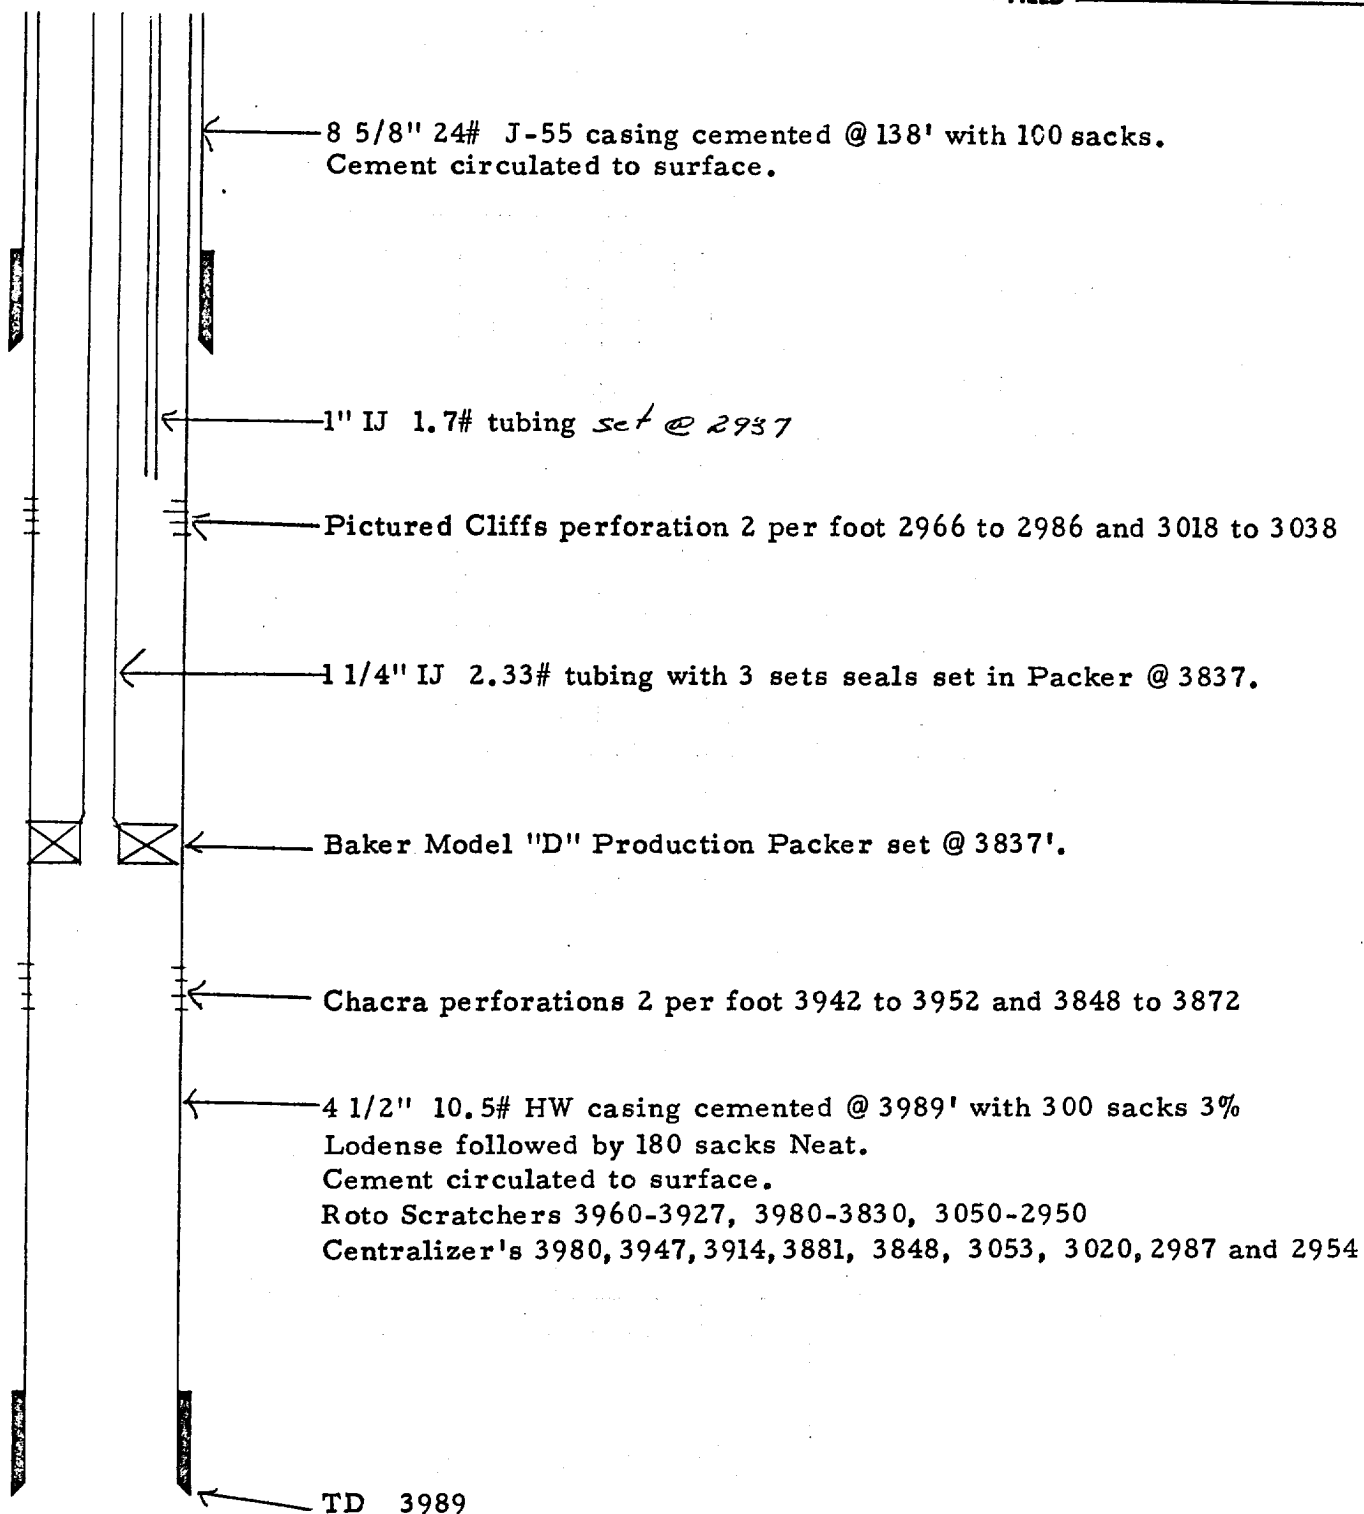 8 5/8" 24# J-55 casing cemented @ 138' with 100 sacks.
Cement circulated to surface.
1" IJ 1.7# tubing set @ 2937
Pictured Cliffs perforation 2 per foot 2966 to 2986 and 3018 to 3038
1 1/4" IJ 2.33# tubing with 3 sets seals set in Packer @ 3837.
Baker Model "D" Production Packer set @ 3837'.
Chacra perforations 2 per foot 3942 to 3952 and 3848 to 3872
4 1/2" 10.5# HW casing cemented @ 3989' with 300 sacks 3%
Lodense followed by 180 sacks Neat.
Cement circulated to surface.
Roto Scratchers 3960-3927, 3980-3830, 3050-2950
Centralizer's 3980, 3947, 3914, 3881, 3848, 3053, 3020, 2987 and 2954
TD 3989